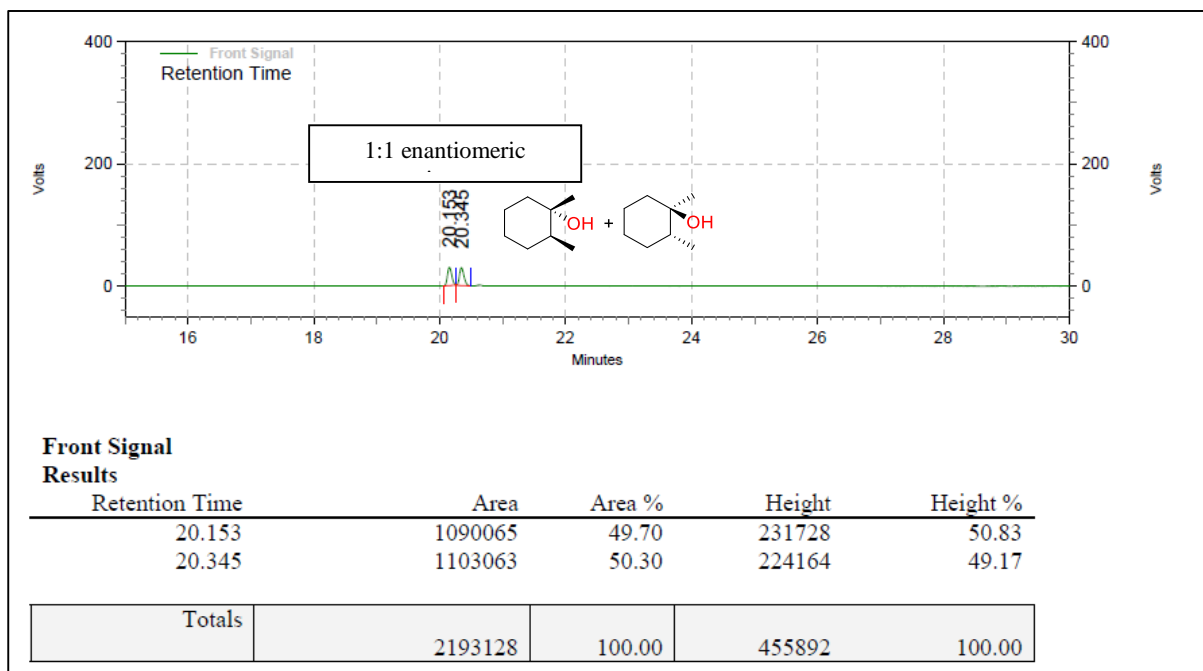 400 400
Front Signal
Retention Time
1:1 enantiomeric
Volts 200 200 Volts
20.153
20.345
OH + OH
0 0
16 18 20 22 24 26 28 30
Minutes
Front Signal
Results
Retention Time Area Area % Height Height %
20.153 1090065 49.70 231728 50.83
20.345 1103063 50.30 224164 49.17
Totals
2193128 100.00 455892 100.00